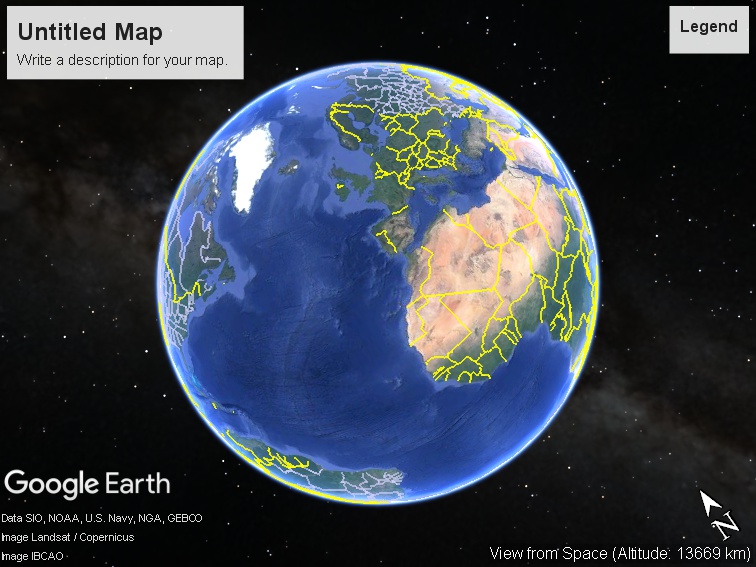 Untitled Map
Write a description for your map.
Legend
Google Earth
Data SIO, NOAA, U.S. Navy, NGA, GEBCO
Image Landsat / Copernicus
Image IBCAO
N
View from Space (Altitude: 13669 km)